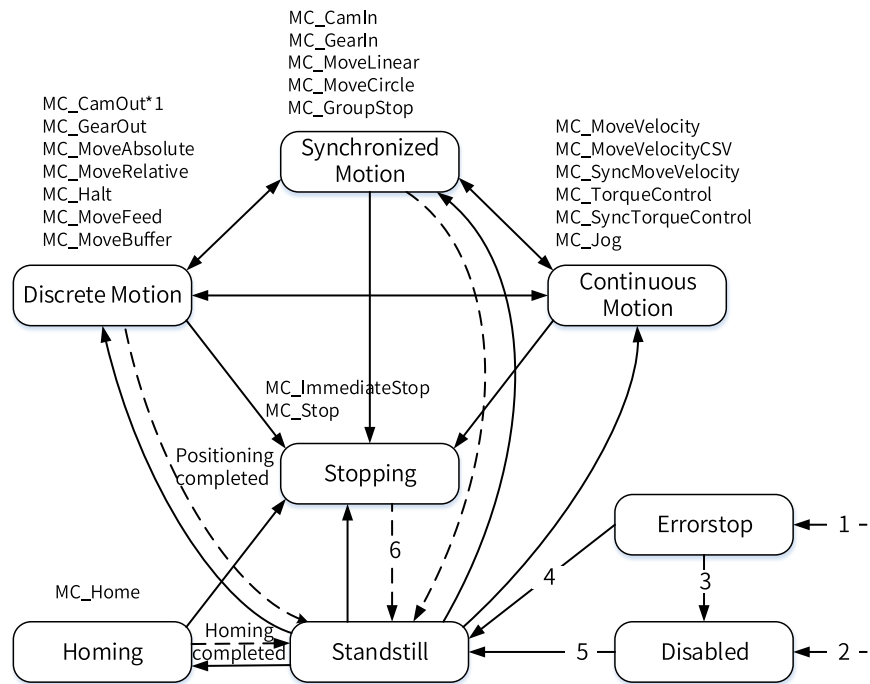 MC_CamIn
MC_GearIn
MC_MoveLinear
MC_MoveCircle
MC_GroupStop
MC_CamOut*1
MC_GearOut
MC_MoveAbsolute
MC_MoveRelative
MC_Halt
MC_MoveFeed
MC_MoveBuffer
MC_MoveVelocity
MC_MoveVelocityCSV
MC_SyncMoveVelocity
MC_TorqueControl
MC_SyncTorqueControl
MC_Jog
Synchronized
Motion
Discrete Motion
Continuous
Motion
MC_ImmediateStop
MC_Stop
Positioning
completed
Stopping
Errorstop
1
6
4
3
MC_Home
Homing
Homing
completed
Standstill
5
Disabled
2